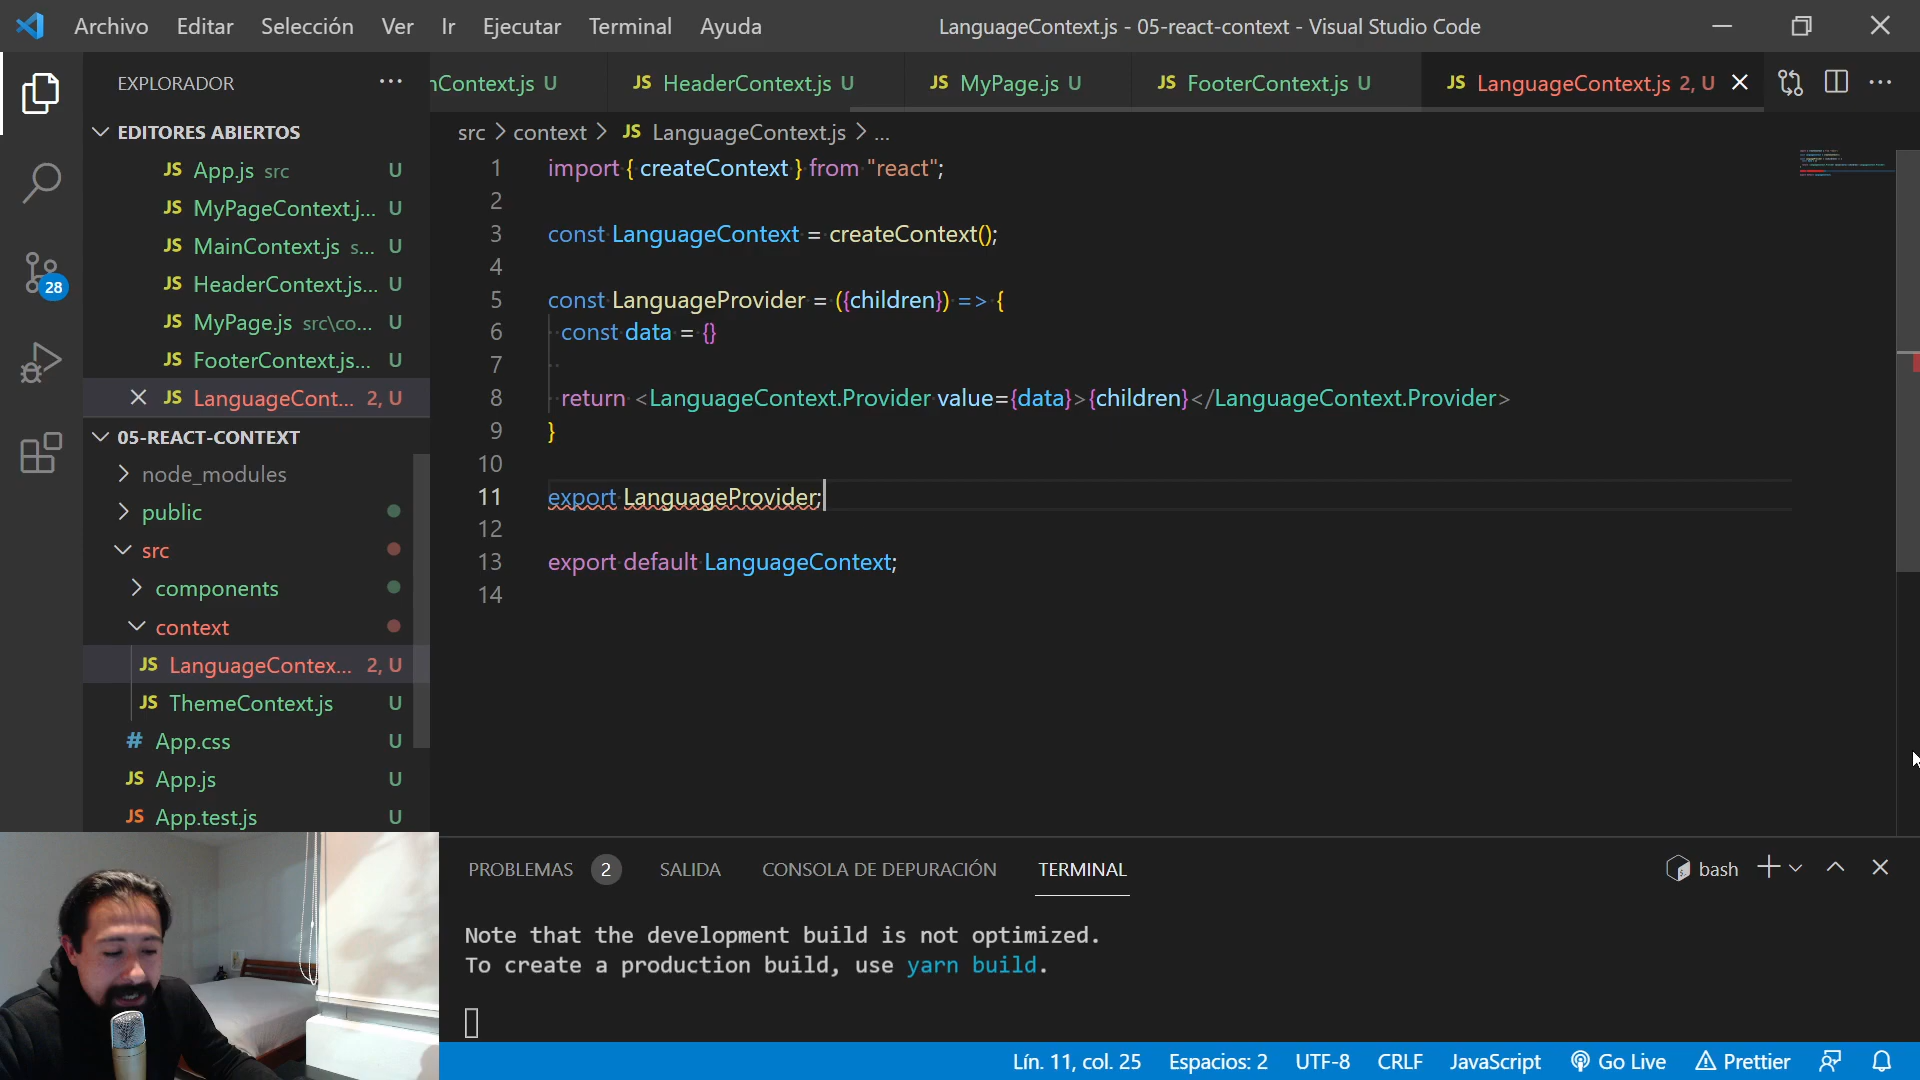 Archivo Editar Selección Ver Ir Ejecutar Terminal Ayuda LanguageContext.js - 05-react-context - Visual Studio Code
EXPLORADOR
nContext.js U JS HeaderContext.js U JS MyPage.js U JS FooterContext.js U JS LanguageContext.js 2, U
EDITORES ABIERTOS
JS App.js src U
JS MyPageContext.j... U
JS MainContext.js s... U
JS HeaderContext.js... U
JS MyPage.js src\co... U
JS FooterContext.js... U
JS LanguageCont... 2, U
28
05-REACT-CONTEXT
node_modules
public
src
components
context
JS LanguageContex... 2, U
JS ThemeContext.js U
# App.css U
JS App.js U
JS App.test.js U
src > context > JS LanguageContext.js > ...
1 import { createContext } from "react";
2
3 const LanguageContext = createContext();
4
5 const LanguageProvider = ({children}) => {
6 const data = {}
7
8 return <LanguageContext.Provider value={data}>{children}</LanguageContext.Provider>
9 }
10
11 export LanguageProvider;
12
13 export default LanguageContext;
14
PROBLEMAS 2 SALIDA CONSOLA DE DEPURACIÓN TERMINAL bash
Note that the development build is not optimized.
To create a production build, use yarn build.
Lín. 11, col. 25 Espacios: 2 UTF-8 CRLF JavaScript Go Live Prettier